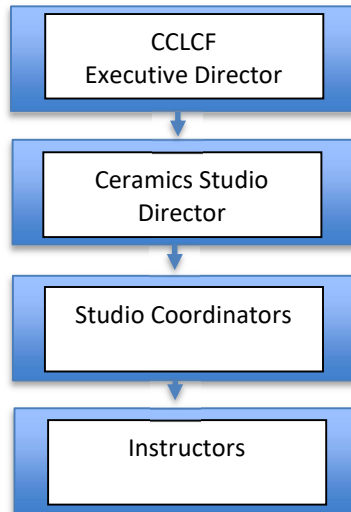 CCLCF
Executive Director
Ceramics Studio
Director
Studio Coordinators
Instructors